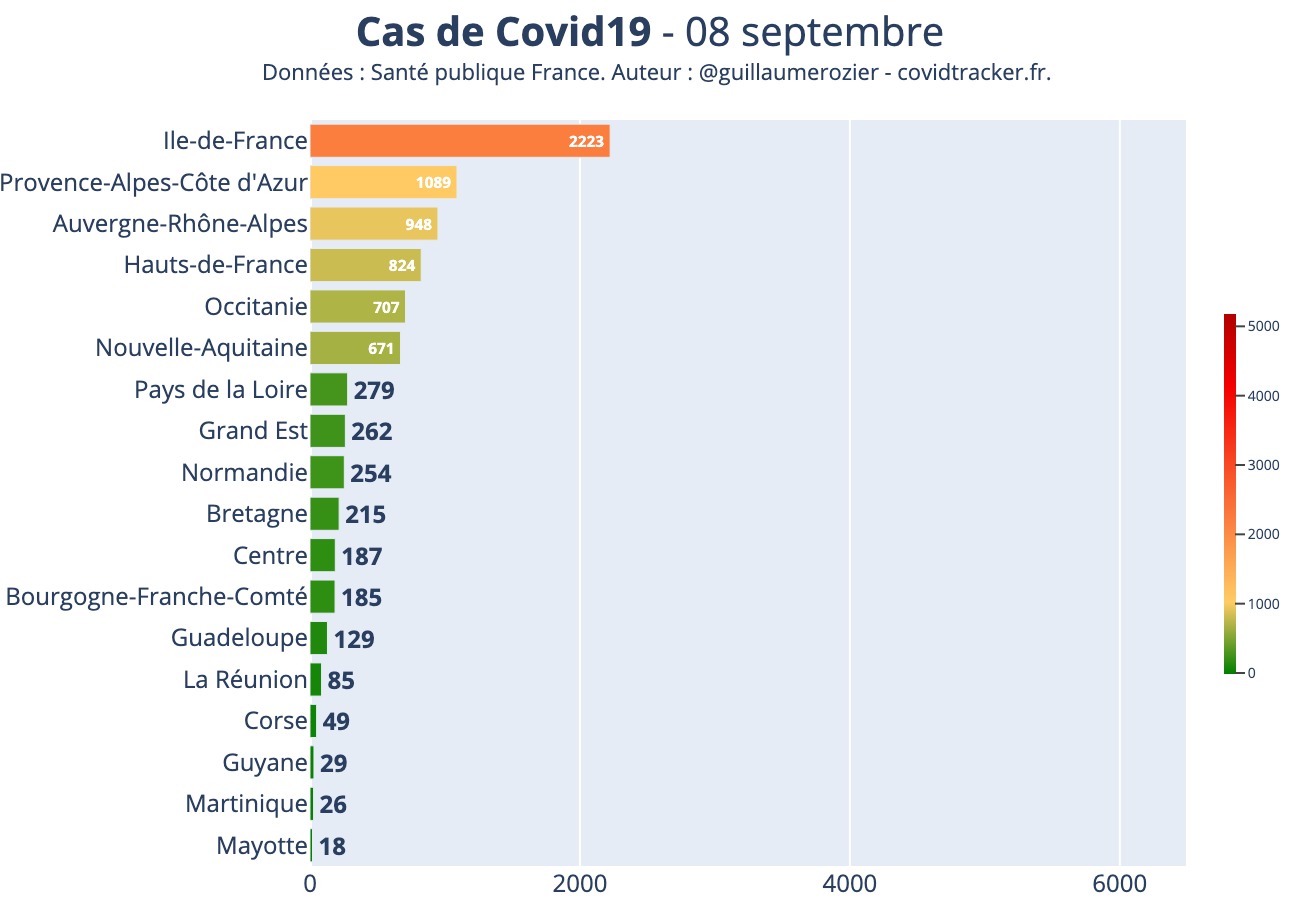 Cas de Covid19 - 08 septembre
Données : Santé publique France. Auteur : @guillaumerozier - covidtracker.fr.
Ile-de-France 2223
Provence-Alpes-Côte d'Azur 1089
Auvergne-Rhône-Alpes 948
Hauts-de-France 824
Occitanie 707
Nouvelle-Aquitaine 671
Pays de la Loire 279
Grand Est 262
Normandie 254
Bretagne 215
Centre 187
Bourgogne-Franche-Comté 185
Guadeloupe 129
La Réunion 85
Corse 49
Guyane 29
Martinique 26
Mayotte 18
0 2000 4000 6000
5000
4000
3000
2000
1000
0